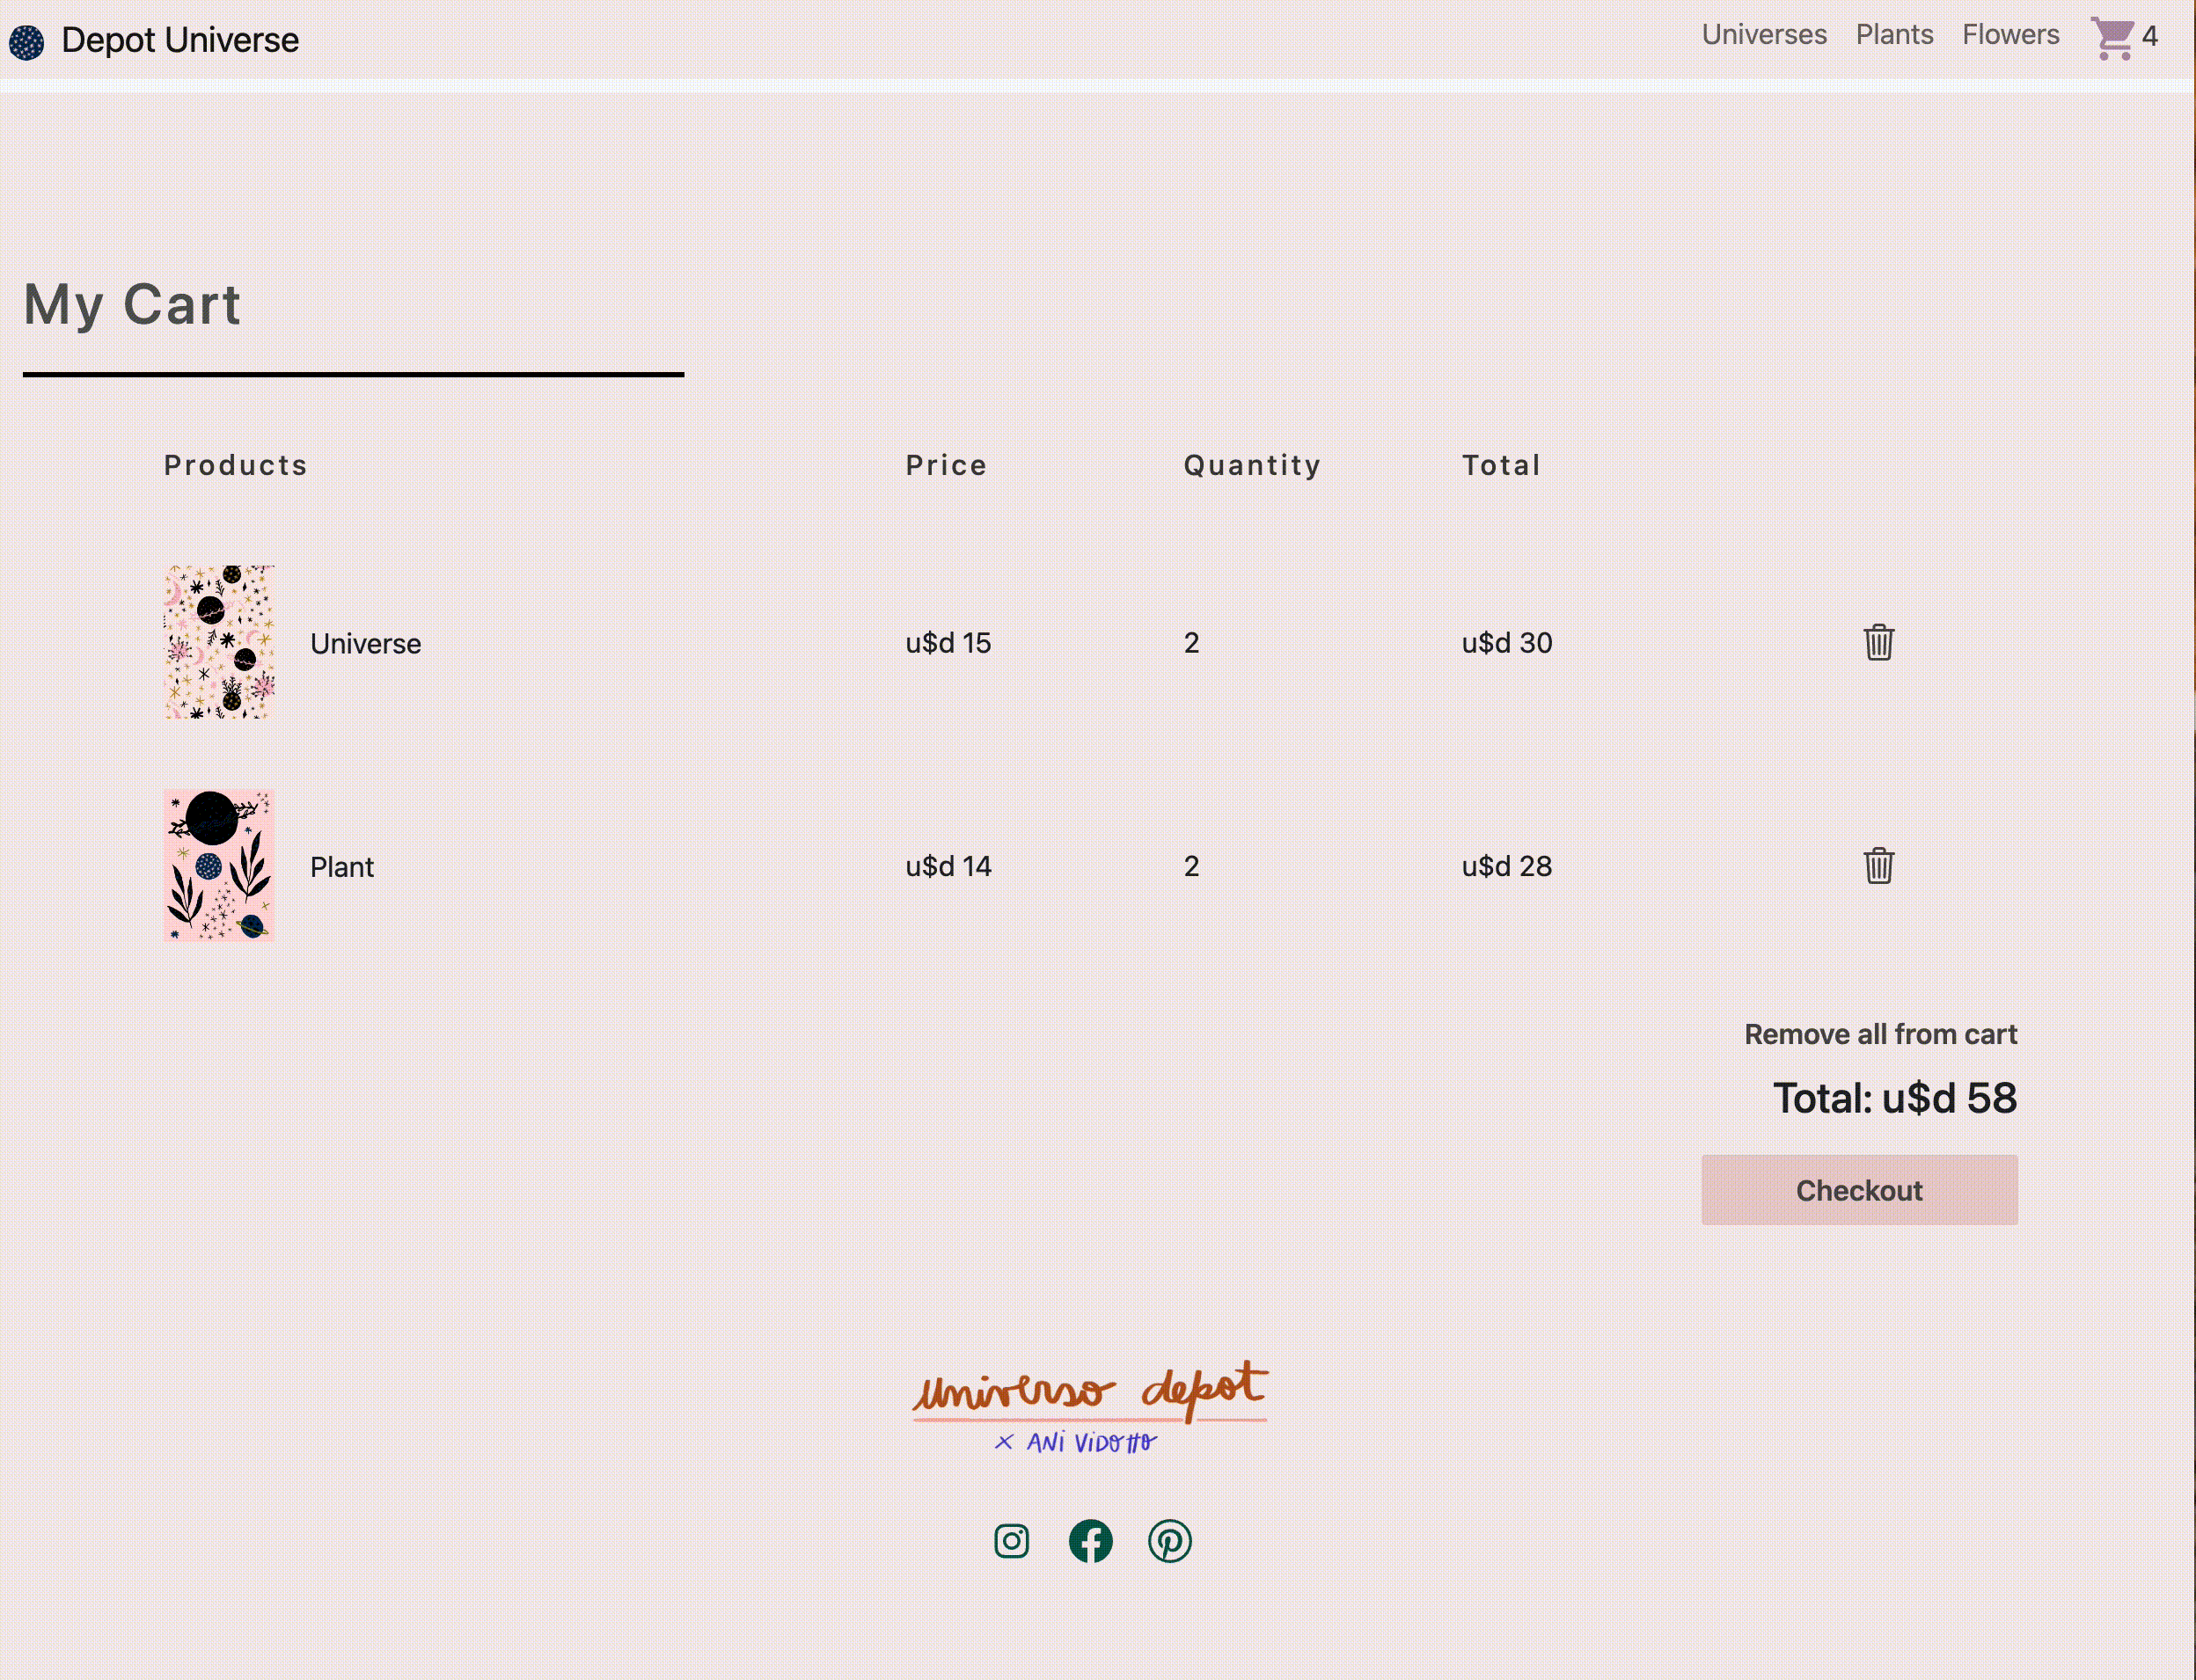 Depot Universe Universes Plants Flowers 4
My Cart
Products Price Quantity Total
Universe u$d 15 2 u$d 30
Plant u$d 14 2 u$d 28
Remove all from cart
Total: u$d 58
Checkout
universo depot
x ANi ViDOttO